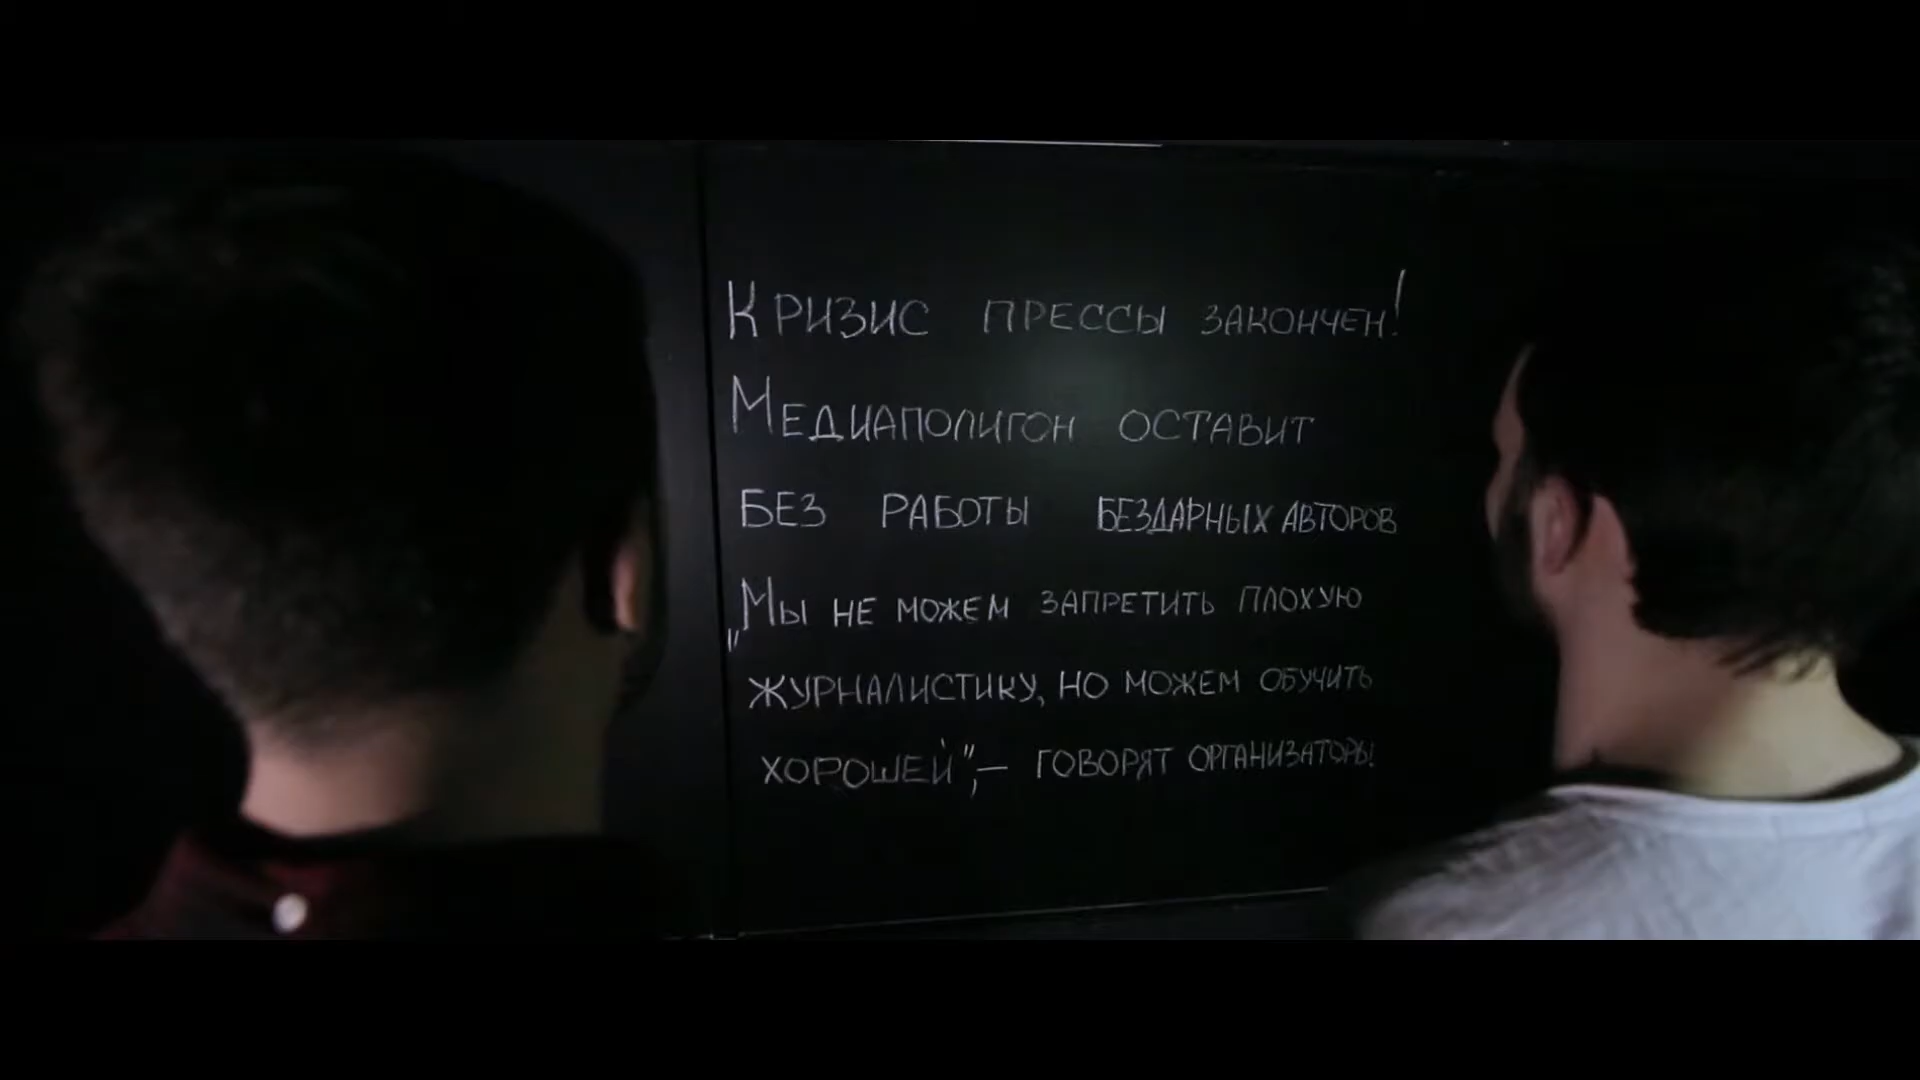 Кризис прессы закончен!
Медиаполигон оставит
без работы бездарных авторов
„Мы не можем запретить плохую
журналистику, но можем обучить
хорошей”,— говорят организаторы